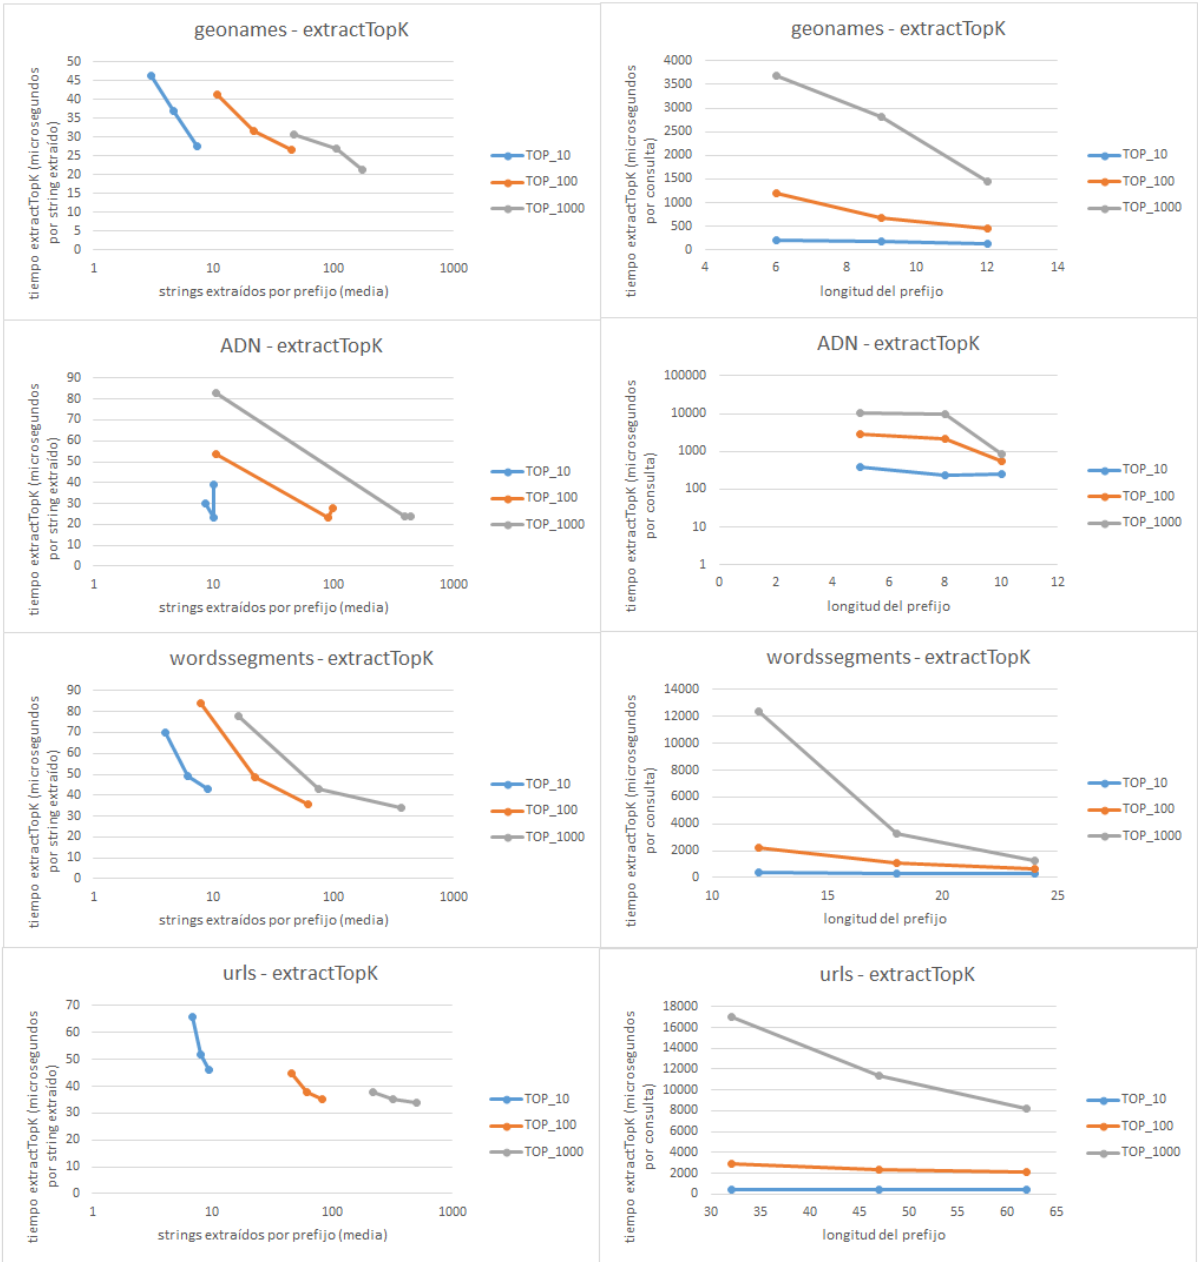 geonames - extractTopK
tiempo extractTopK (microsegundos
por string extraído)
50
45
40
35
30
25
20
15
10
5
0
1
10
100
1000
strings extraídos por prefijo (media)
TOP_10
TOP_100
TOP_1000
geonames - extractTopK
tiempo extractTopK (microsegundos
por consulta)
4000
3500
3000
2500
2000
1500
1000
500
0
4
6
8
10
12
14
longitud del prefijo
TOP_10
TOP_100
TOP_1000
ADN - extractTopK
tiempo extractTopK (microsegundos
por string extraído)
90
80
70
60
50
40
30
20
10
0
1
10
100
1000
strings extraídos por prefijo (media)
TOP_10
TOP_100
TOP_1000
ADN - extractTopK
tiempo extractTopK (microsegundos
por consulta)
100000
10000
1000
100
10
1
0
2
4
6
8
10
12
longitud del prefijo
TOP_10
TOP_100
TOP_1000
wordssegments - extractTopK
tiempo extractTopK (microsegundos
por string extraído)
90
80
70
60
50
40
30
20
10
0
1
10
100
1000
strings extraídos por prefijo (media)
TOP_10
TOP_100
TOP_1000
wordssegments - extractTopK
tiempo extractTopK (microsegundos
por consulta)
14000
12000
10000
8000
6000
4000
2000
0
10
15
20
25
longitud del prefijo
TOP_10
TOP_100
TOP_1000
urls - extractTopK
tiempo extractTopK (microsegundos
por string extraído)
70
60
50
40
30
20
10
0
1
10
100
1000
strings extraídos por prefijo (media)
TOP_10
TOP_100
TOP_1000
urls - extractTopK
tiempo extractTopK (microsegundos
por consulta)
18000
16000
14000
12000
10000
8000
6000
4000
2000
0
30
35
40
45
50
55
60
65
longitud del prefijo
TOP_10
TOP_100
TOP_1000